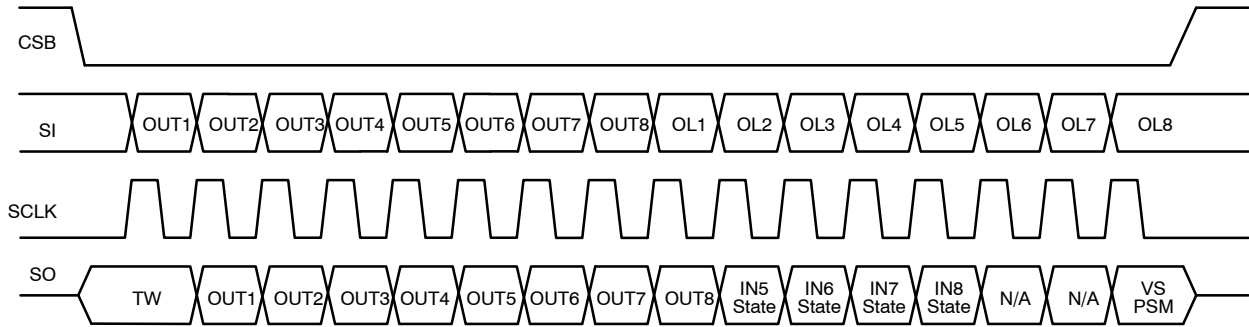 CSB
SI OUT1 OUT2 OUT3 OUT4 OUT5 OUT6 OUT7 OUT8 OL1 OL2 OL3 OL4 OL5 OL6 OL7 OL8
SCLK
SO TW OUT1 OUT2 OUT3 OUT4 OUT5 OUT6 OUT7 OUT8 IN5 State IN6 State IN7 State IN8 State N/A N/A VS PSM